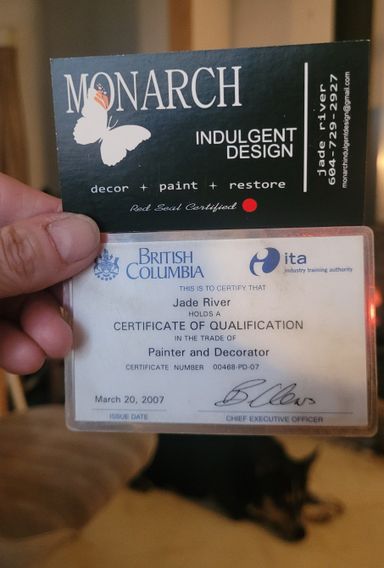 MONARCH
INDULGENT
DESIGN
decor + paint + restore
Red Seal Certified
jade river
604-729-2927
monarchindulgentdesign@gmail.com
BRITISH
COLUMBIA
ita
industry training authority
THIS IS TO CERTIFY THAT
Jade River
HOLDS A
CERTIFICATE OF QUALIFICATION
IN THE TRADE OF
Painter and Decorator
CERTIFICATE NUMBER 00468-PD-07
March 20, 2007
ISSUE DATE
CHIEF EXECUTIVE OFFICER